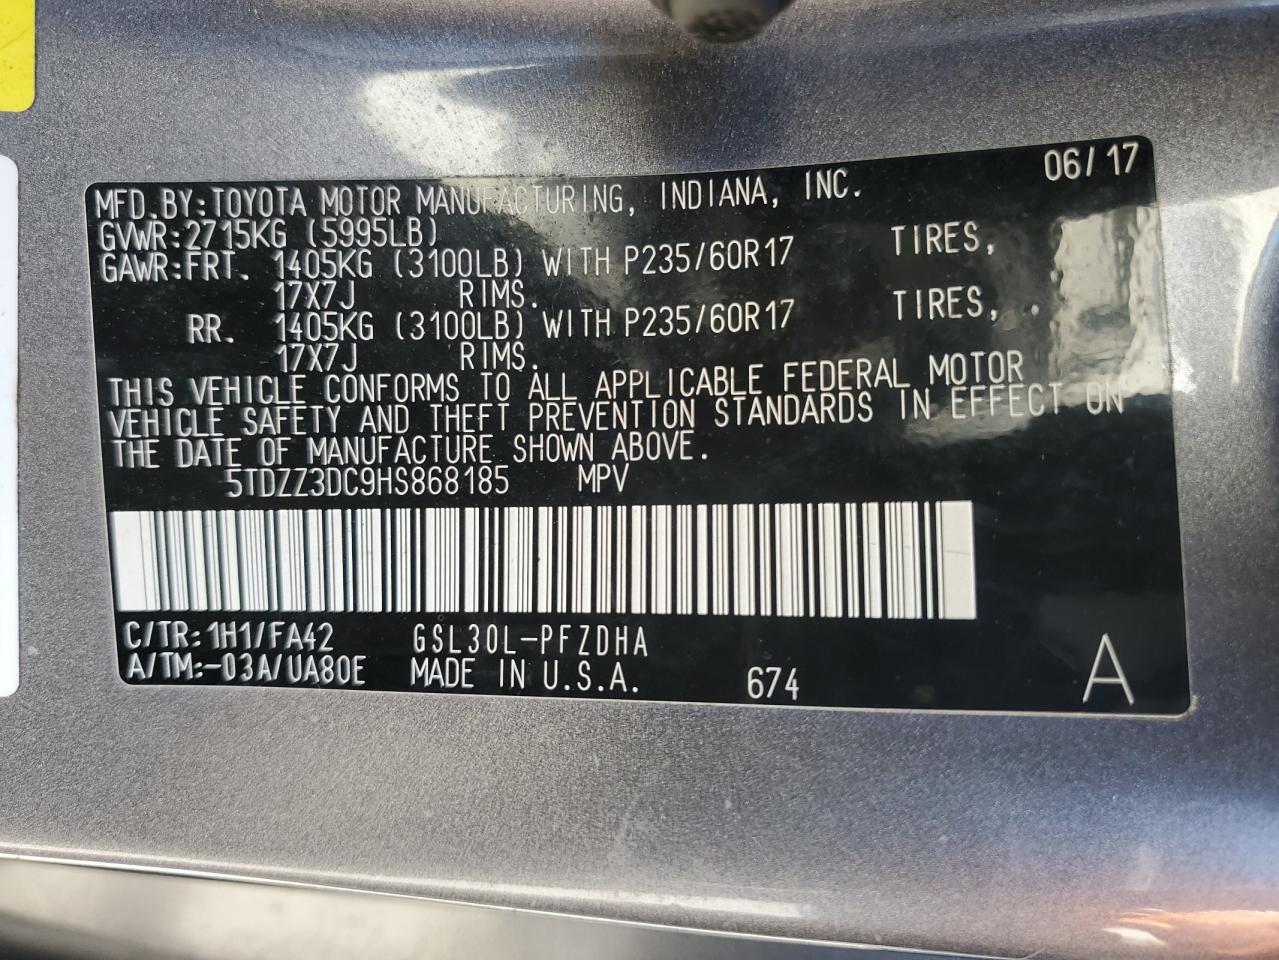 06/17
MFD.BY:TOYOTA MOTOR MANUFACTURING, INDIANA, INC.
GVWR:2715KG (5995LB)
GAWR:FRT. 1405KG (3100LB) WITH P235/60R17 TIRES,
17X7J RIMS.
RR. 1405KG (3100LB) WITH P235/60R17 TIRES, .
17X7J RIMS.
THIS VEHICLE CONFORMS TO ALL APPLICABLE FEDERAL MOTOR
VEHICLE SAFETY AND THEFT PREVENTION STANDARDS IN EFFECT ON
THE DATE OF MANUFACTURE SHOWN ABOVE.
5TDZZ3DC9HS868185 MPV
C/TR:1H1/FA42 GSL30L-PFZDHA
A/TM:-03A/UA80E MADE IN U.S.A. 674 A